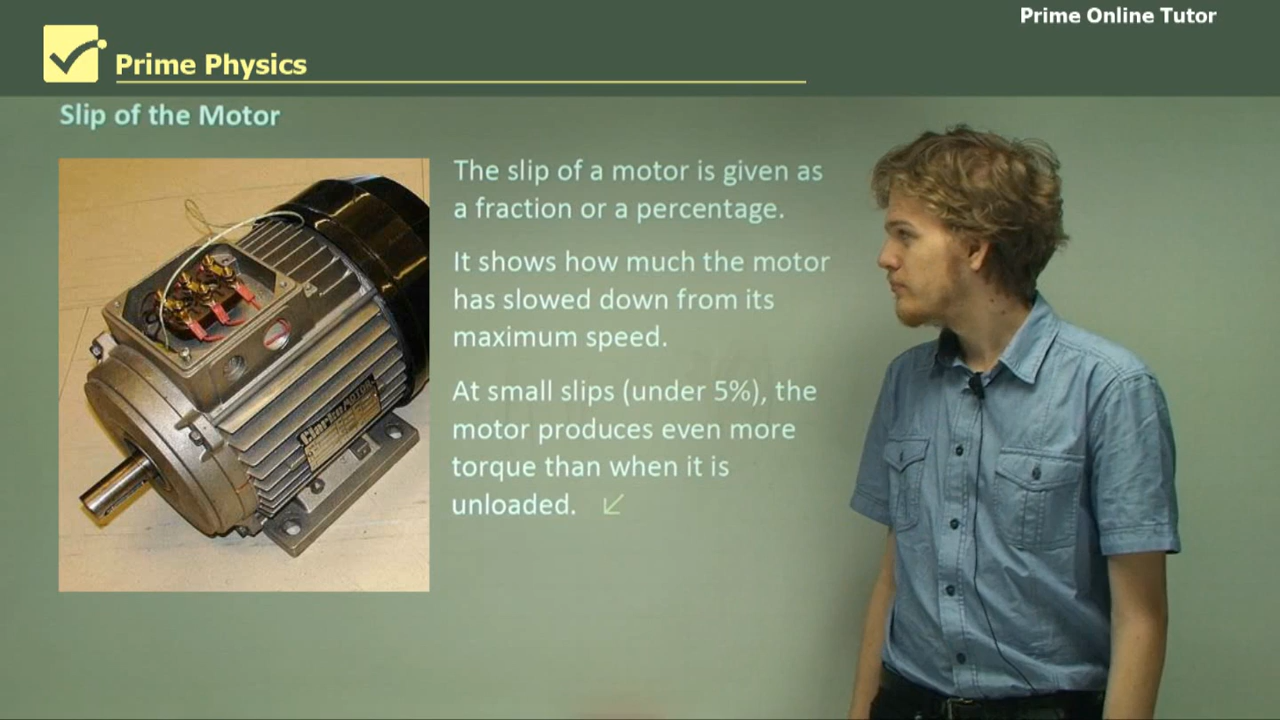 Prime Online Tutor
Prime Physics
Slip of the Motor
The slip of a motor is given as
a fraction or a percentage.
It shows how much the motor
has slowed down from its
maximum speed.
At small slips (under 5%), the
motor produces even more
torque than when it is
unloaded.
Clarke MOTOR